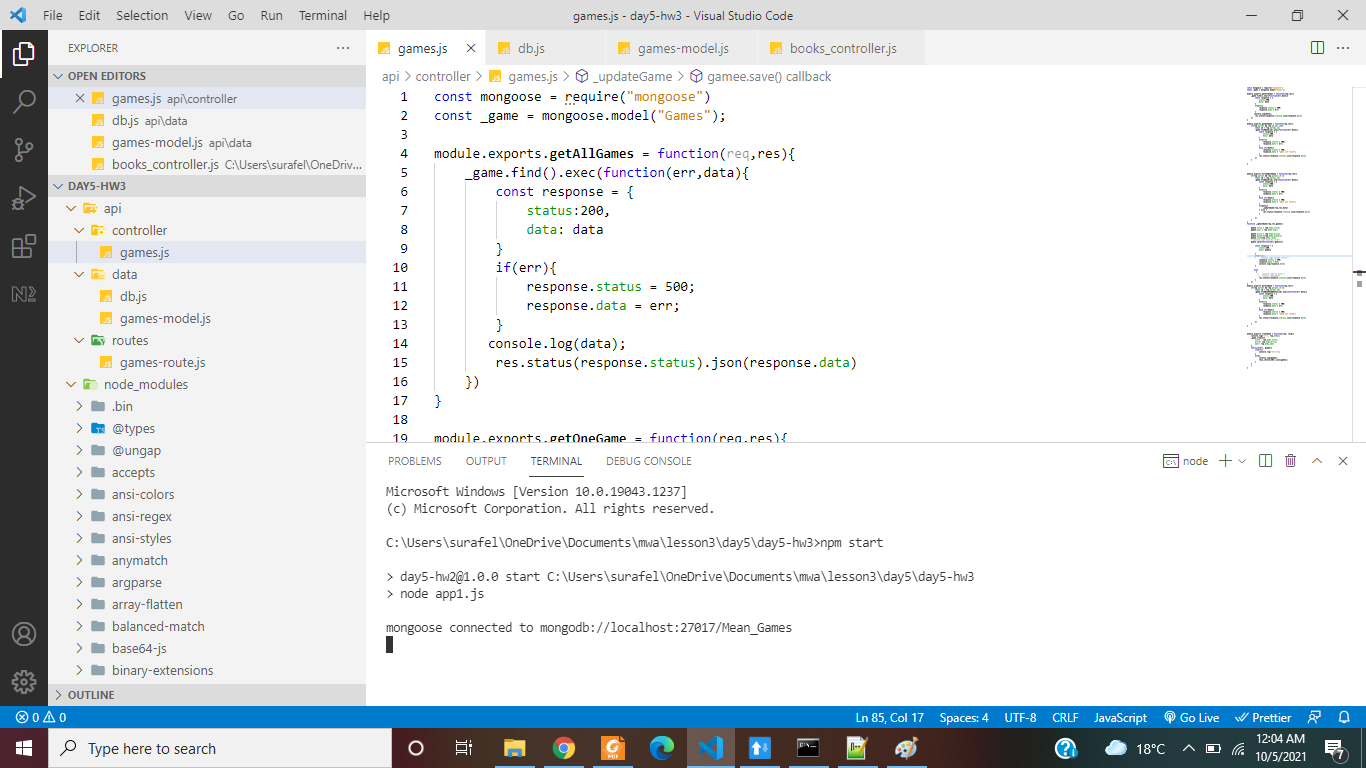 File Edit Selection View Go Run Terminal Help games.js - day5-hw3 - Visual Studio Code
EXPLORER
OPEN EDITORS
games.js api\controller
db.js api\data
games-model.js api\data
books_controller.js C:\Users\surafel\OneDriv...
DAY5-HW3
api
controller
games.js
data
db.js
games-model.js
routes
games-route.js
node_modules
.bin
@types
@ungap
accepts
ansi-colors
ansi-regex
ansi-styles
anymatch
argparse
array-flatten
balanced-match
base64-js
binary-extensions
OUTLINE
games.js db.js games-model.js books_controller.js
api > controller > games.js > _updateGame > gamee.save() callback
1 const mongoose = require("mongoose")
2 const _game = mongoose.model("Games");
3
4 module.exports.getAllGames = function(req,res){
5 _game.find().exec(function(err,data){
6 const response = {
7 status:200,
8 data: data
9 }
10 if(err){
11 response.status = 500;
12 response.data = err;
13 }
14 console.log(data);
15 res.status(response.status).json(response.data)
16 })
17 }
18
19 module.exports.getOneGame = function(req,res){
PROBLEMS OUTPUT TERMINAL DEBUG CONSOLE node
Microsoft Windows [Version 10.0.19043.1237]
(c) Microsoft Corporation. All rights reserved.
C:\Users\surafel\OneDrive\Documents\mwa\lesson3\day5\day5-hw3>npm start
> day5-hw2@1.0.0 start C:\Users\surafel\OneDrive\Documents\mwa\lesson3\day5\day5-hw3
> node app1.js
mongoose connected to mongodb://localhost:27017/Mean_Games
0 0 Ln 85, Col 17 Spaces: 4 UTF-8 CRLF JavaScript Go Live Prettier
Type here to search 18°C 12:04 AM
10/5/2021 7